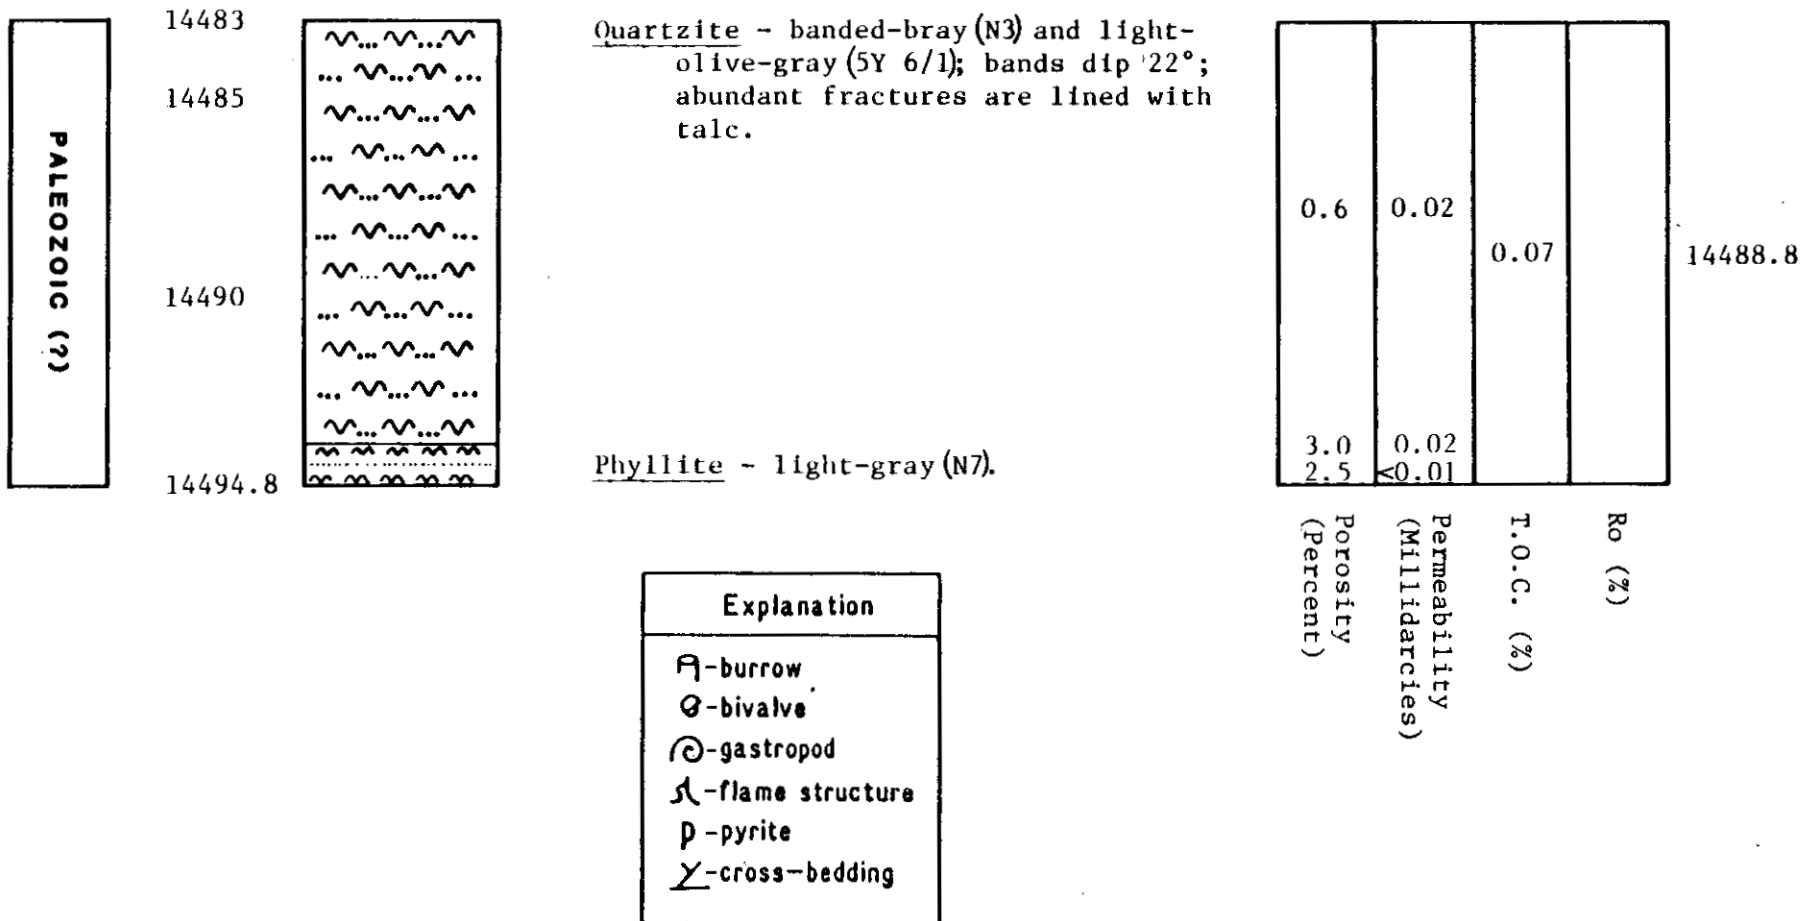 PALEOZOIC (?)
14483
14485
14490
14494.8
Quartzite - banded-bray (N3) and light-
olive-gray (5Y 6/1); bands dip 22°;
abundant fractures are lined with
talc.
Phyllite - light-gray (N7).
0.6 0.02
0.07
14488.8
3.0 0.02
2.5 <0.01
Porosity
(Percent)
Permeability
(Millidarcies)
T.O.C. (%)
Ro (%)
Explanation
-burrow
-bivalve
-gastropod
-flame structure
p -pyrite
-cross-bedding